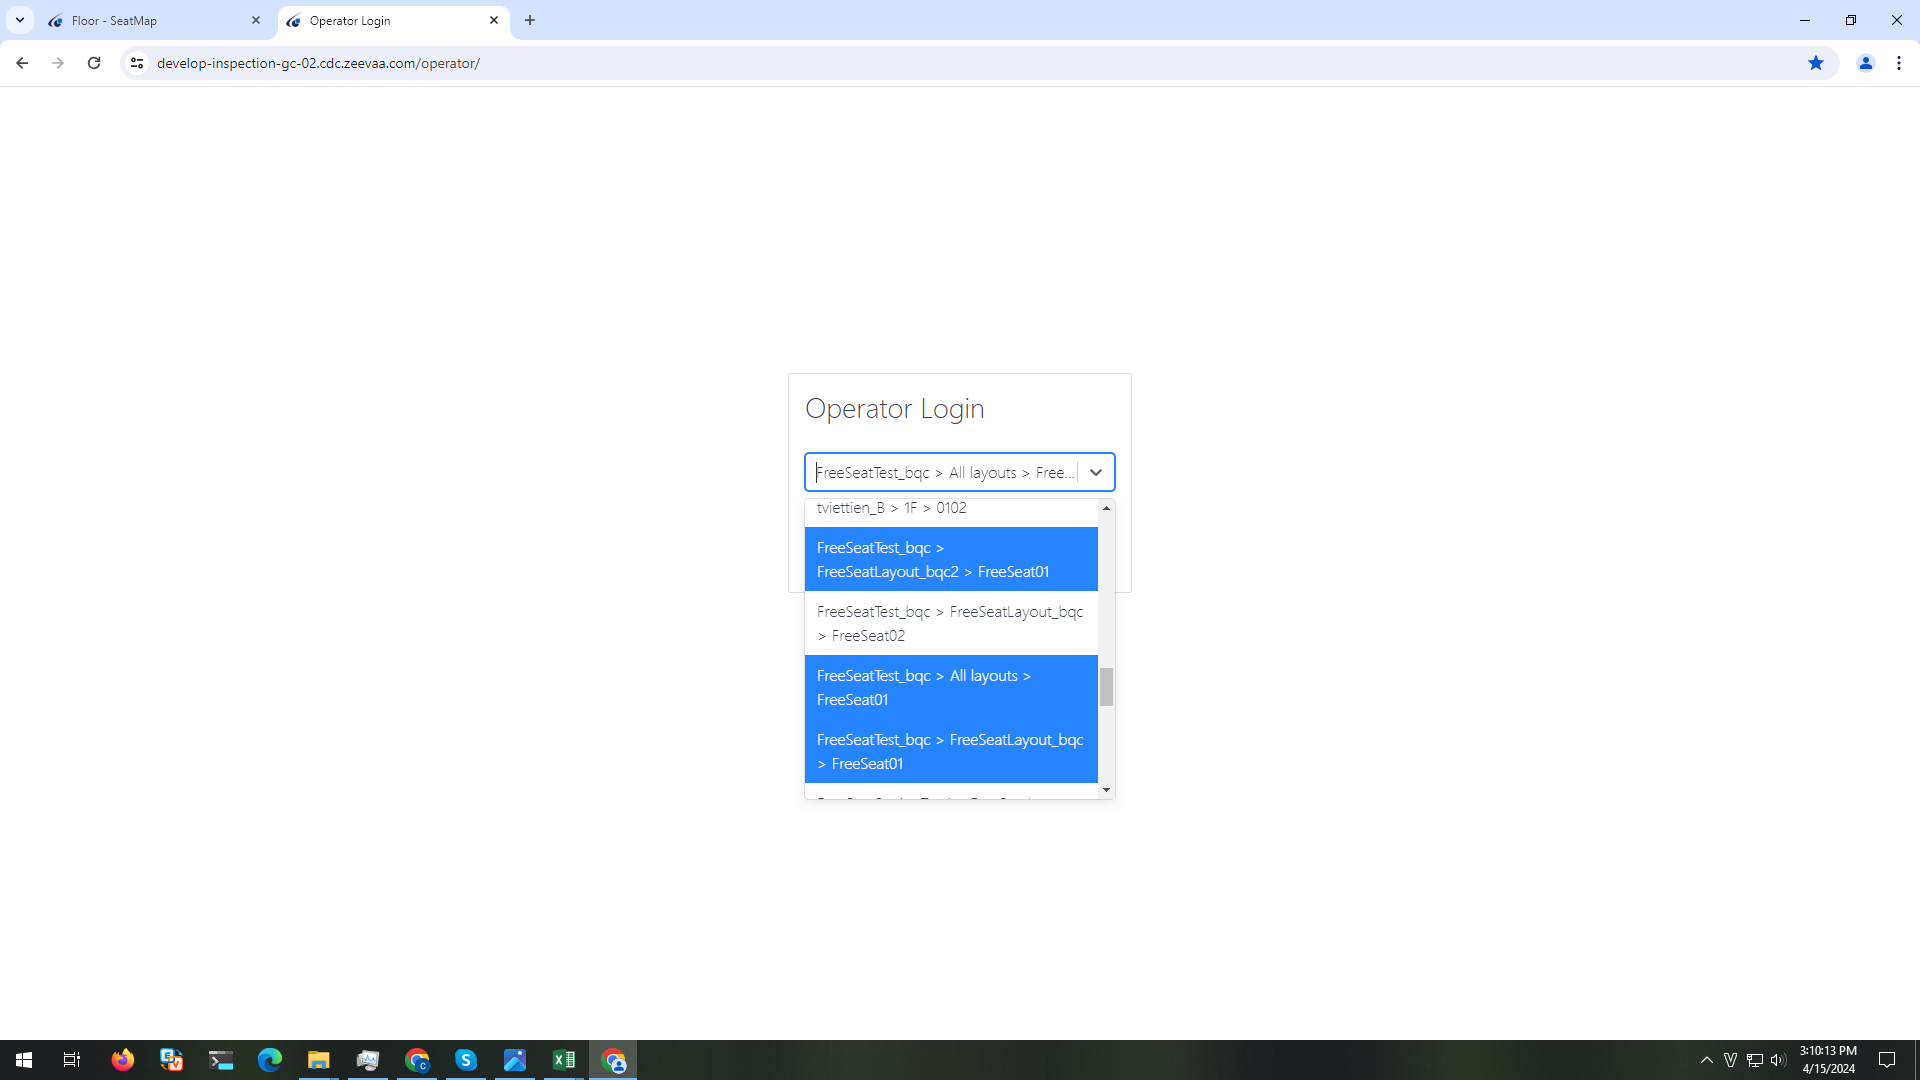 Floor - SeatMap
Operator Login
develop-inspection-gc-02.cdc.zeevaa.com/operator/
Operator Login
FreeSeatTest_bqc > All layouts > Free...
tviettien_B > 1F > 0102
FreeSeatTest_bqc >
FreeSeatLayout_bqc2 > FreeSeat01
FreeSeatTest_bqc > FreeSeatLayout_bqc
> FreeSeat02
FreeSeatTest_bqc > All layouts >
FreeSeat01
FreeSeatTest_bqc > FreeSeatLayout_bqc
> FreeSeat01
3:10:13 PM
4/15/2024